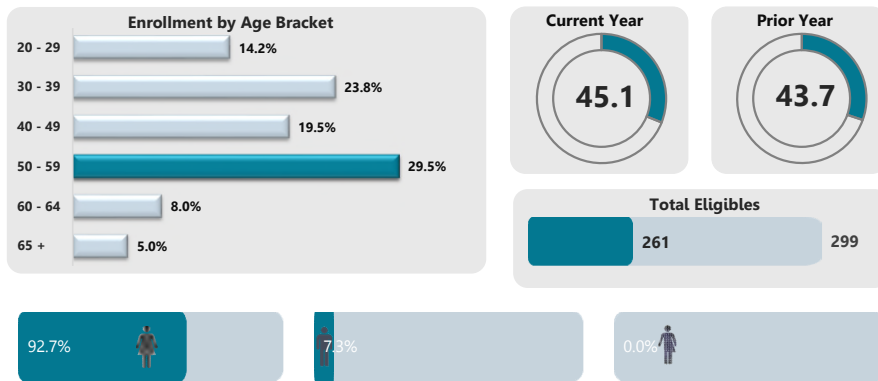 Enrollment by Age Bracket
20 - 29 14.2%
30 - 39 23.8%
40 - 49 19.5%
50 - 59 29.5%
60 - 64 8.0%
65 + 5.0%
Current Year
45.1
Prior Year
43.7
Total Eligibles
261 299
92.7%
7.3%
0.0%